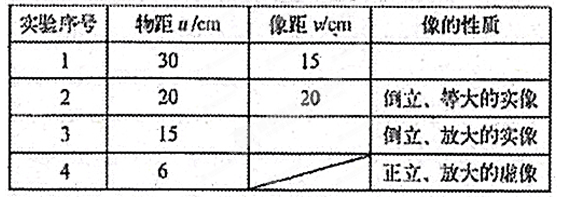 实验序号 物距 u/cm 像距 v/cm 像的性质
1 30 15
2 20 20 倒立、等大的实像
3 15 倒立、放大的实像
4 6 正立、放大的虚像